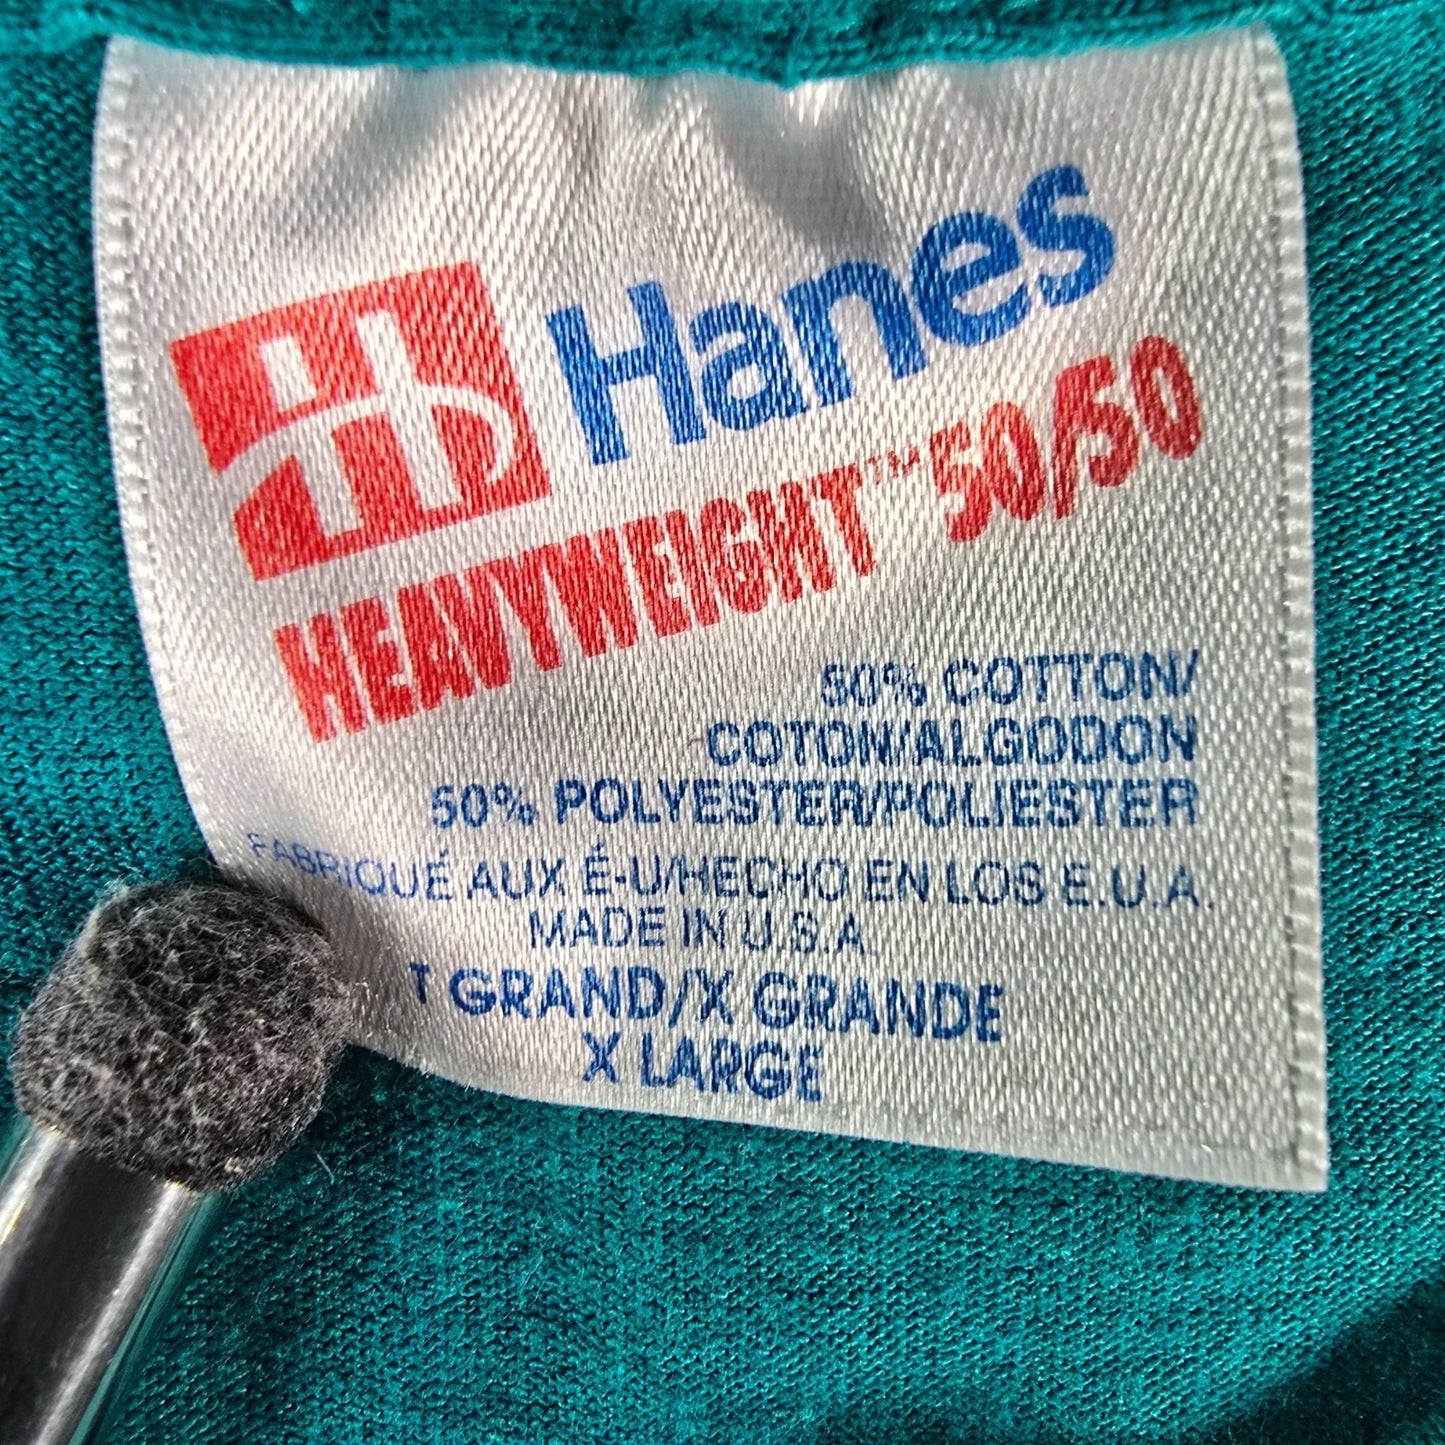 Hanes
HEAVYWEIGHT™ 50/50
50% COTTON/
COTON/ALGODON
50% POLYESTER/POLIESTER
FABRIQUÉ AUX É-U/HECHO EN LOS E.U.A.
MADE IN U.S.A.
T GRAND/X GRANDE
X LARGE